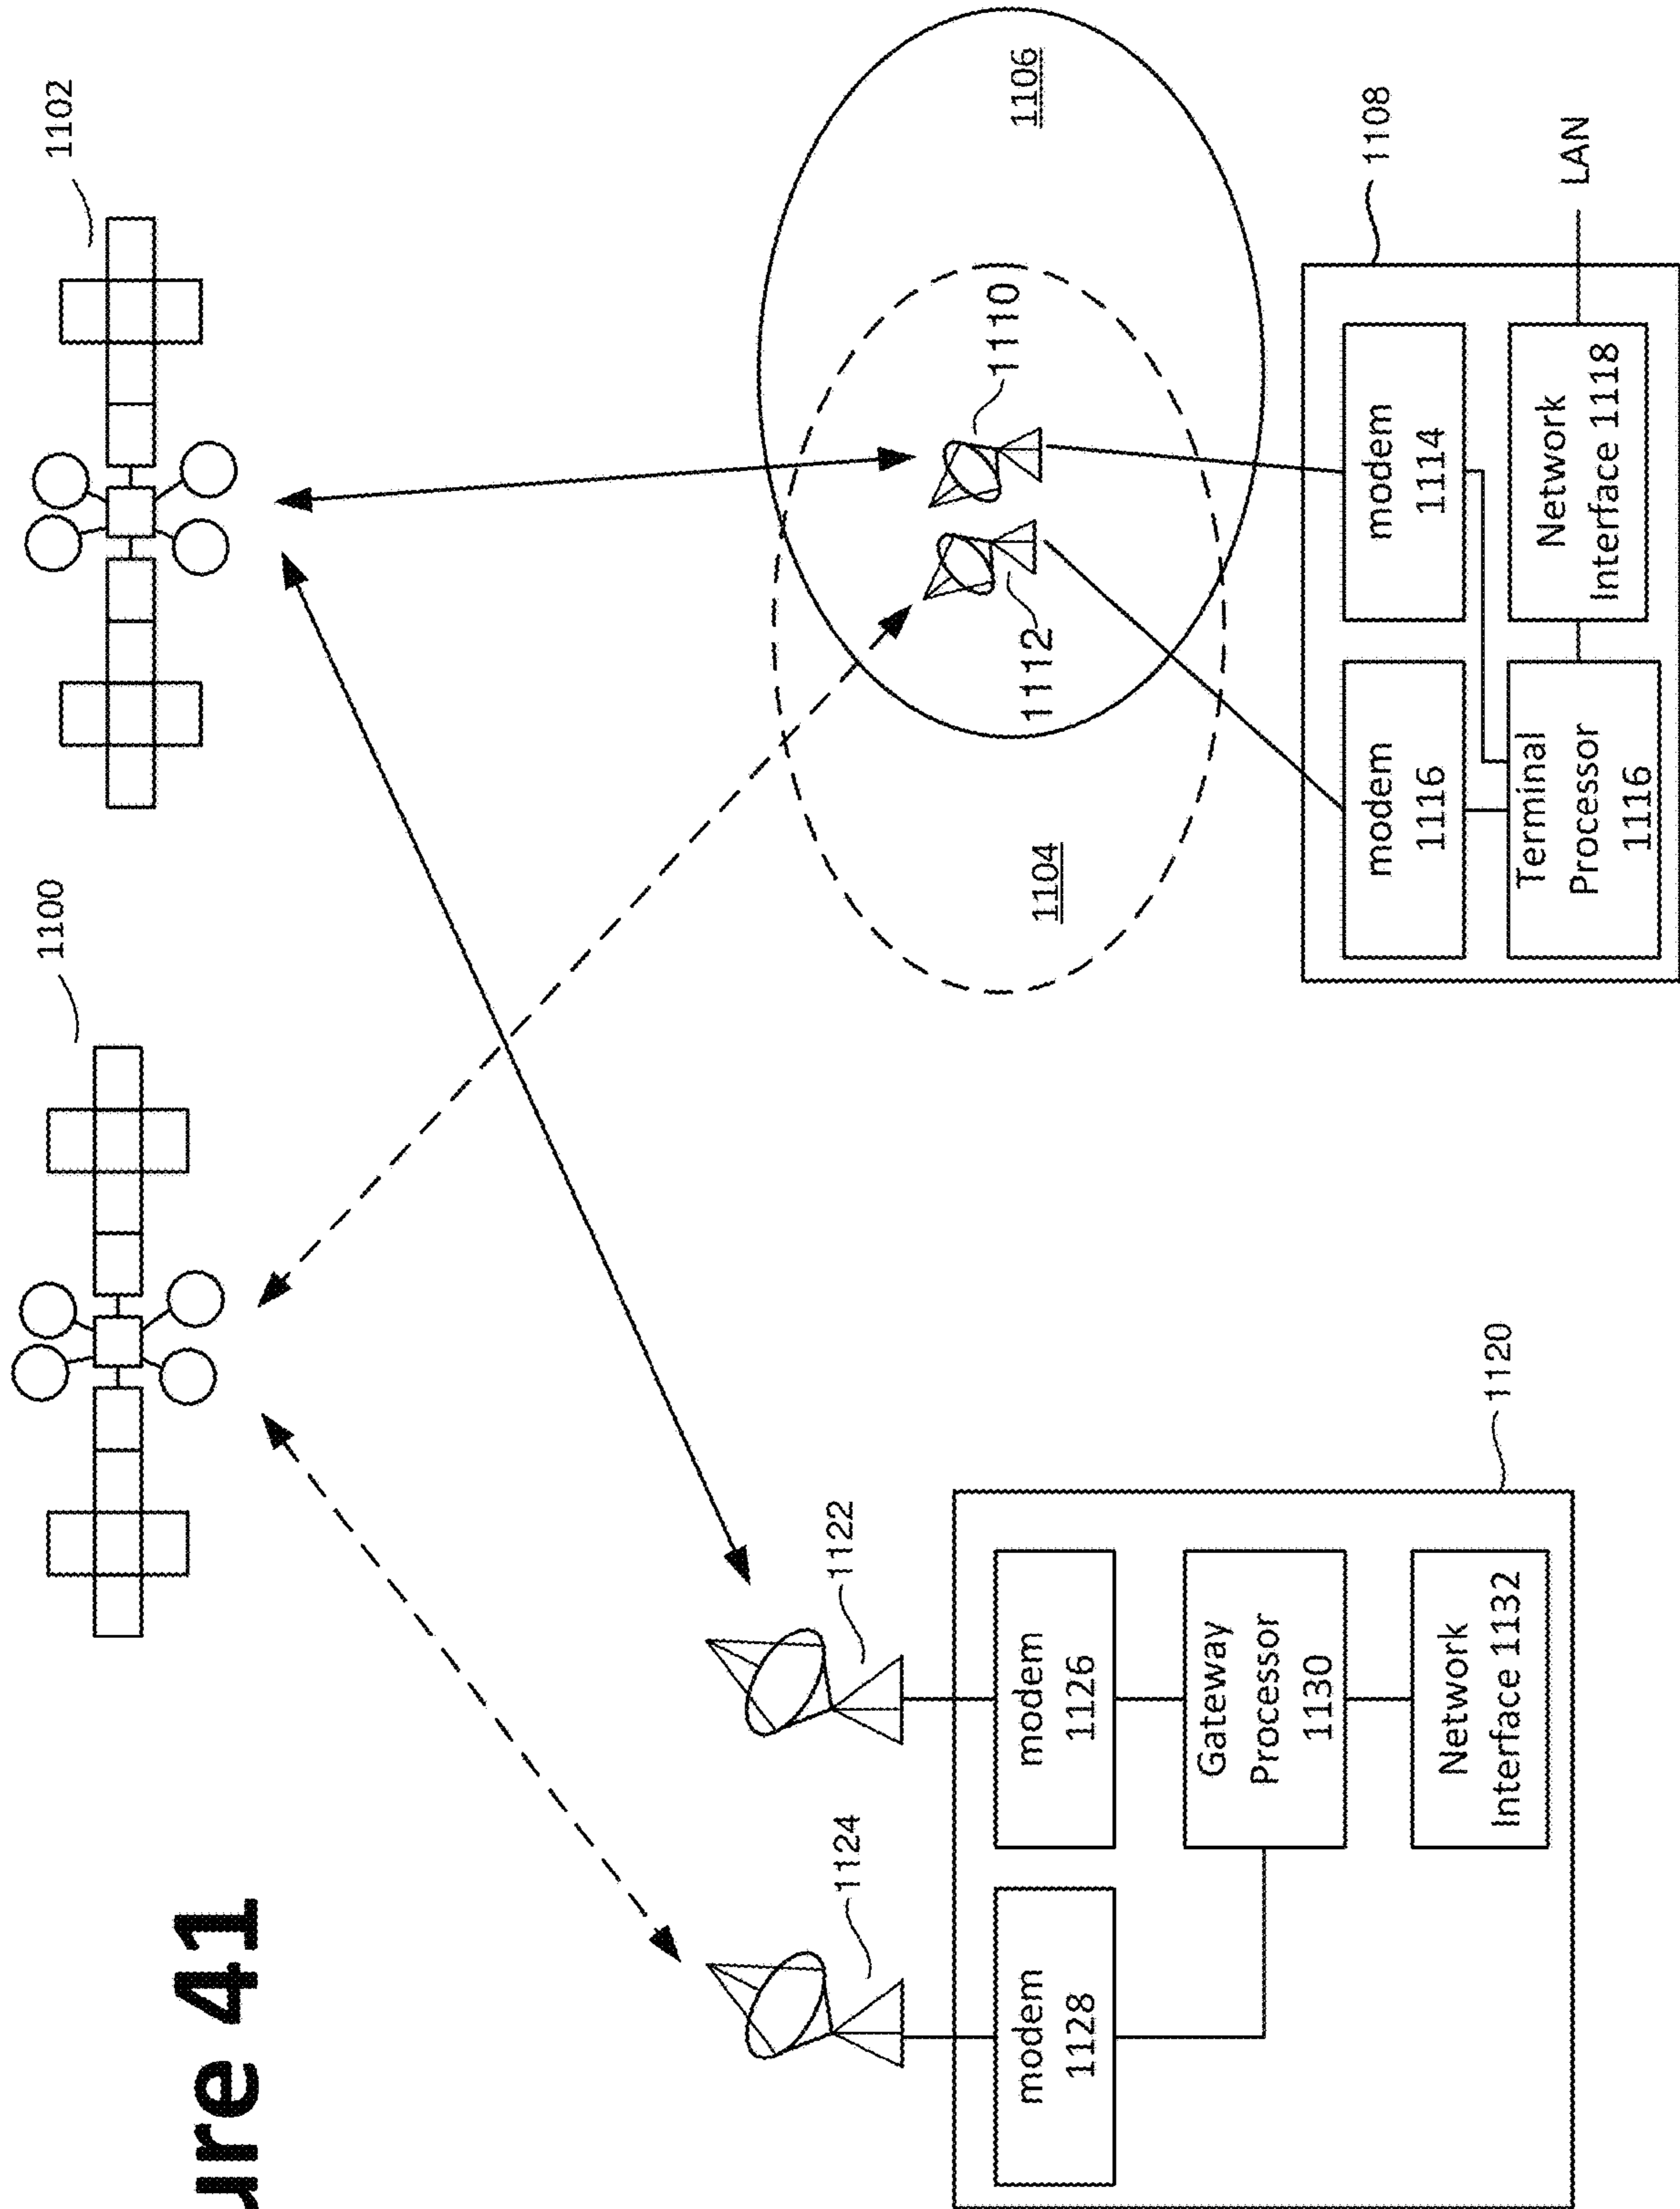 ure 41
1100
1102
1124
1122
1110
1112
1104
1106
modem
1128
modem
1126
Gateway
Processor
1130
Network
Interface 1132
1120
modem
1116
modem
1114
Terminal
Processor
1116
Network
Interface 1118
1108
LAN